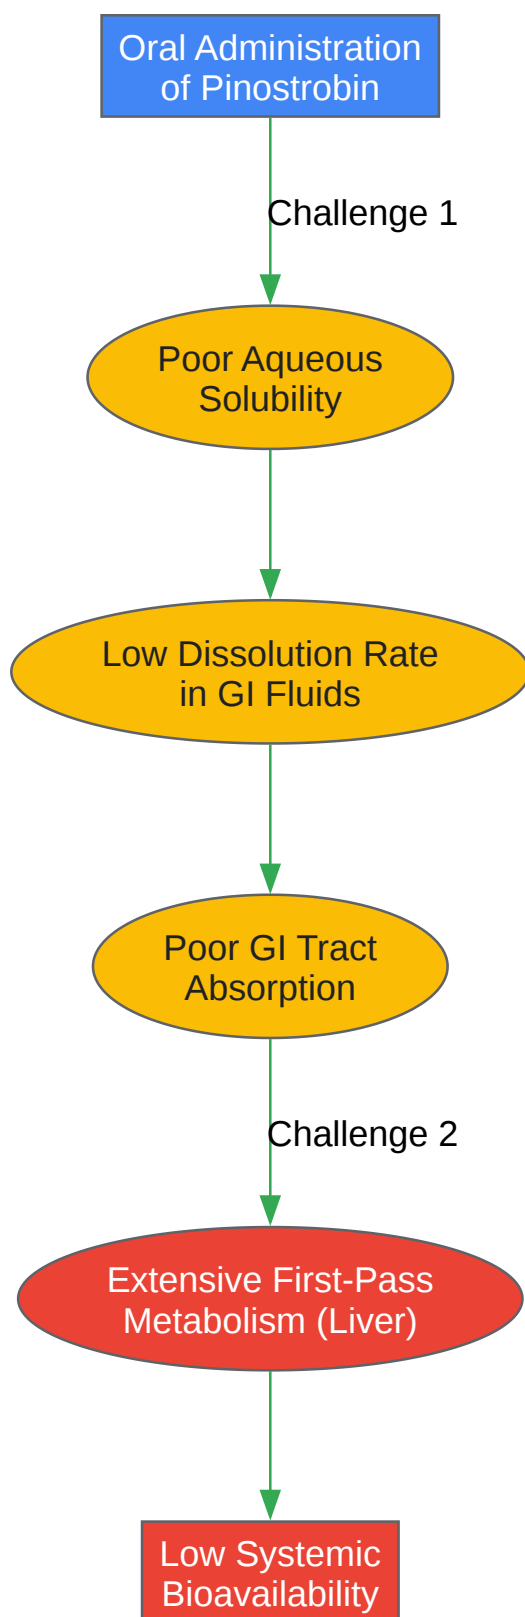 Oral Administration
of Pinostrobin
Challenge 1
Poor Aqueous
Solubility
Low Dissolution Rate
in GI Fluids
Poor GI Tract
Absorption
Challenge 2
Extensive First-Pass
Metabolism (Liver)
Low Systemic
Bioavailability